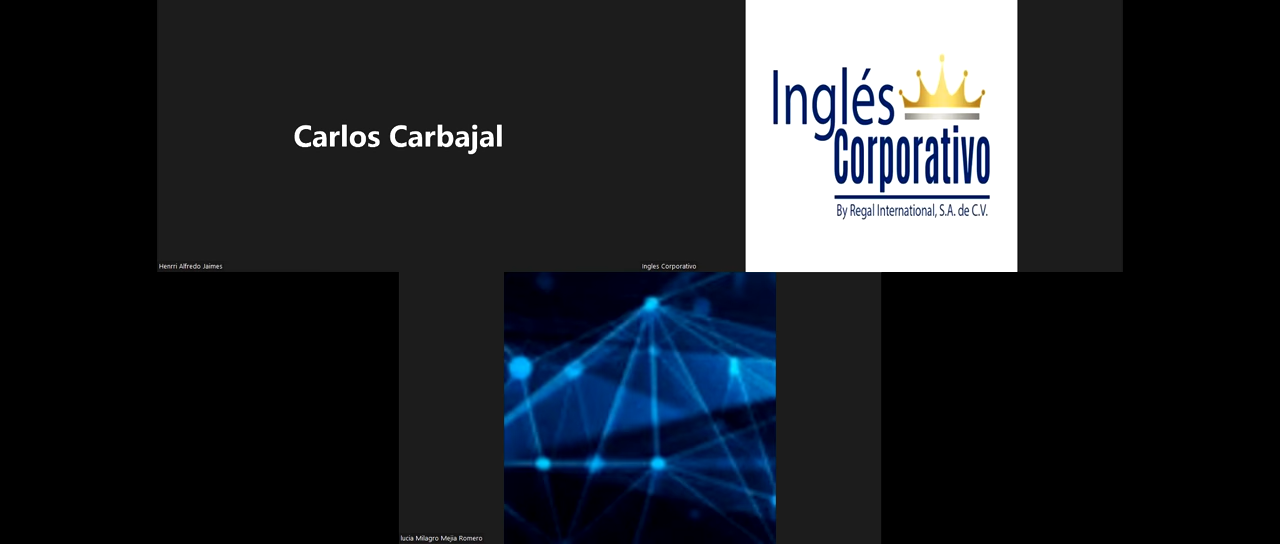 Carlos Carbajal
Henrri Alfredo Jaimes
Inglés
Corporativo
By Regal International, S.A. de C.V.
Ingles Corporativo
lucia Milagro Mejia Romero